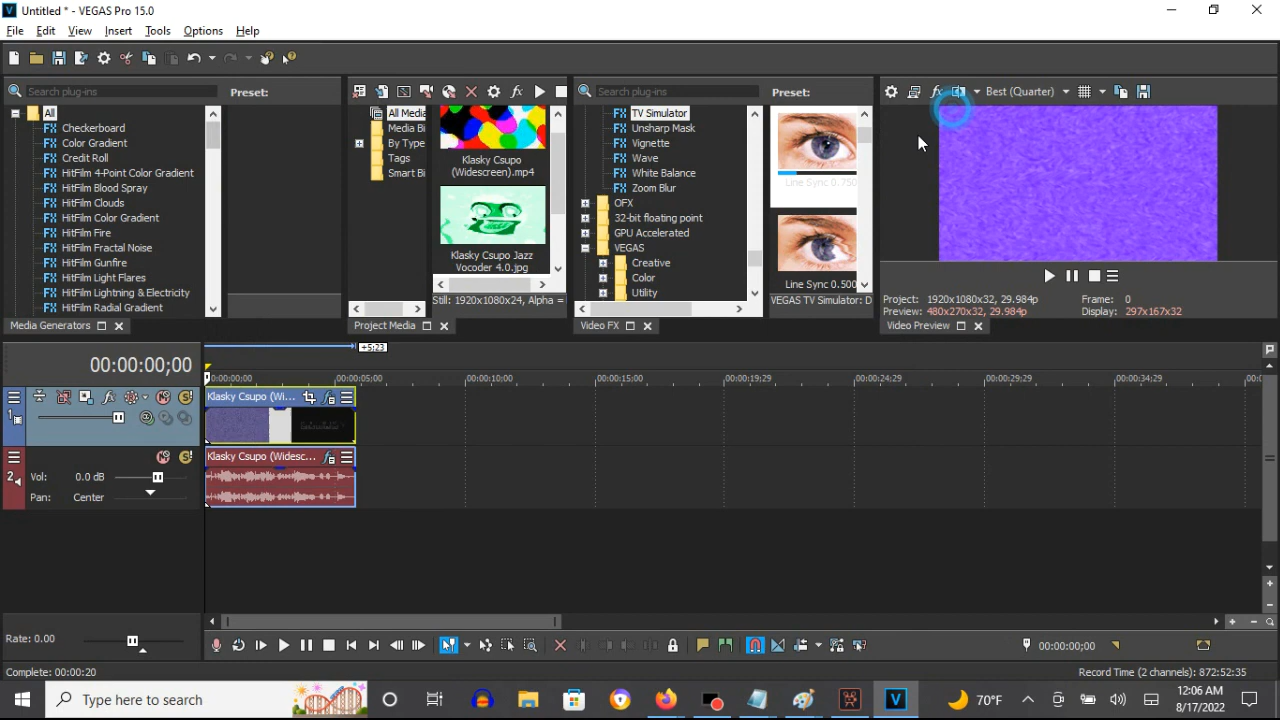 Untitled * - VEGAS Pro 15.0
File Edit View Insert Tools Options Help
Search plug-ins
Preset:
Search plug-ins
Preset:
Best (Quarter)
All
Checkerboard
Color Gradient
Credit Roll
HitFilm 4-Point Color Gradient
HitFilm Blood Spray
HitFilm Clouds
HitFilm Color Gradient
HitFilm Fire
HitFilm Fractal Noise
HitFilm Gunfire
HitFilm Light Flares
HitFilm Lightning & Electricity
HitFilm Radial Gradient
Media Generators
All Media
Media Bi
By Type
Tags
Smart Bi
Klasky Csupo
(Widescreen).mp4
Klasky Csupo Jazz
Vocoder 4.0.jpg
Still: 1920x1080x24, Alpha =
Project Media
TV Simulator
Unsharp Mask
Vignette
Wave
White Balance
Zoom Blur
OFX
32-bit floating point
GPU Accelerated
VEGAS
Creative
Color
Utility
Video FX
Line Sync 0.750
Line Sync 0.500
VEGAS TV Simulator: D
Project: 1920x1080x32, 29.984p
Preview: 480x270x32, 29.984p
Frame: 0
Display: 297x167x32
Video Preview
00:00:00;00
+5:23
0:00:00;00 00:00:05;00 00:00:10;00 00:00:15;00 00:00:19;29 00:00:24;29 00:00:29;29 00:00:34;29 00:0
1
Klasky Csupo (Wi...
2
Vol: 0.0 dB
Pan: Center
Klasky Csupo (Widesc...
Rate: 0.00
00:00:00;00
Complete: 00:00:20
Record Time (2 channels): 872:52:35
Type here to search
70°F
12:06 AM
8/17/2022